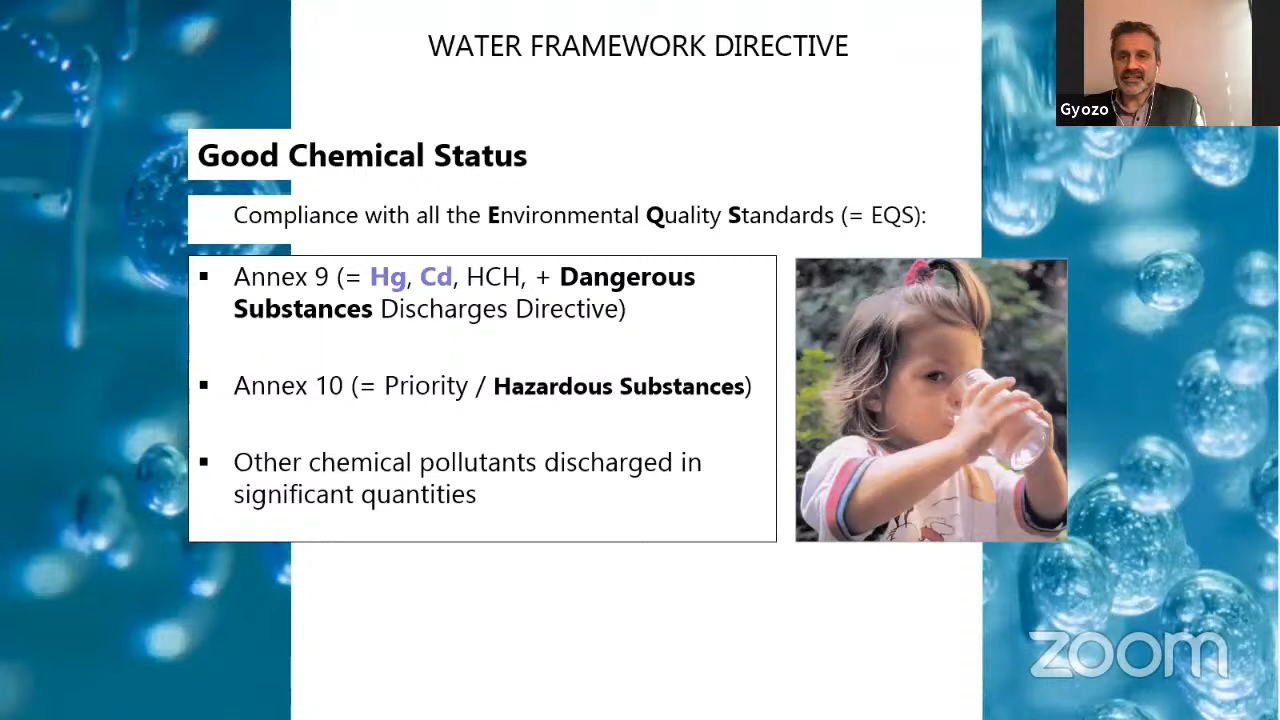 WATER FRAMEWORK DIRECTIVE
Gyozo
Good Chemical Status
Compliance with all the Environmental Quality Standards (= EQS):
▪ Annex 9 (= Hg, Cd, HCH, + Dangerous
Substances Discharges Directive)
▪ Annex 10 (= Priority / Hazardous Substances)
▪ Other chemical pollutants discharged in
significant quantities
zoom